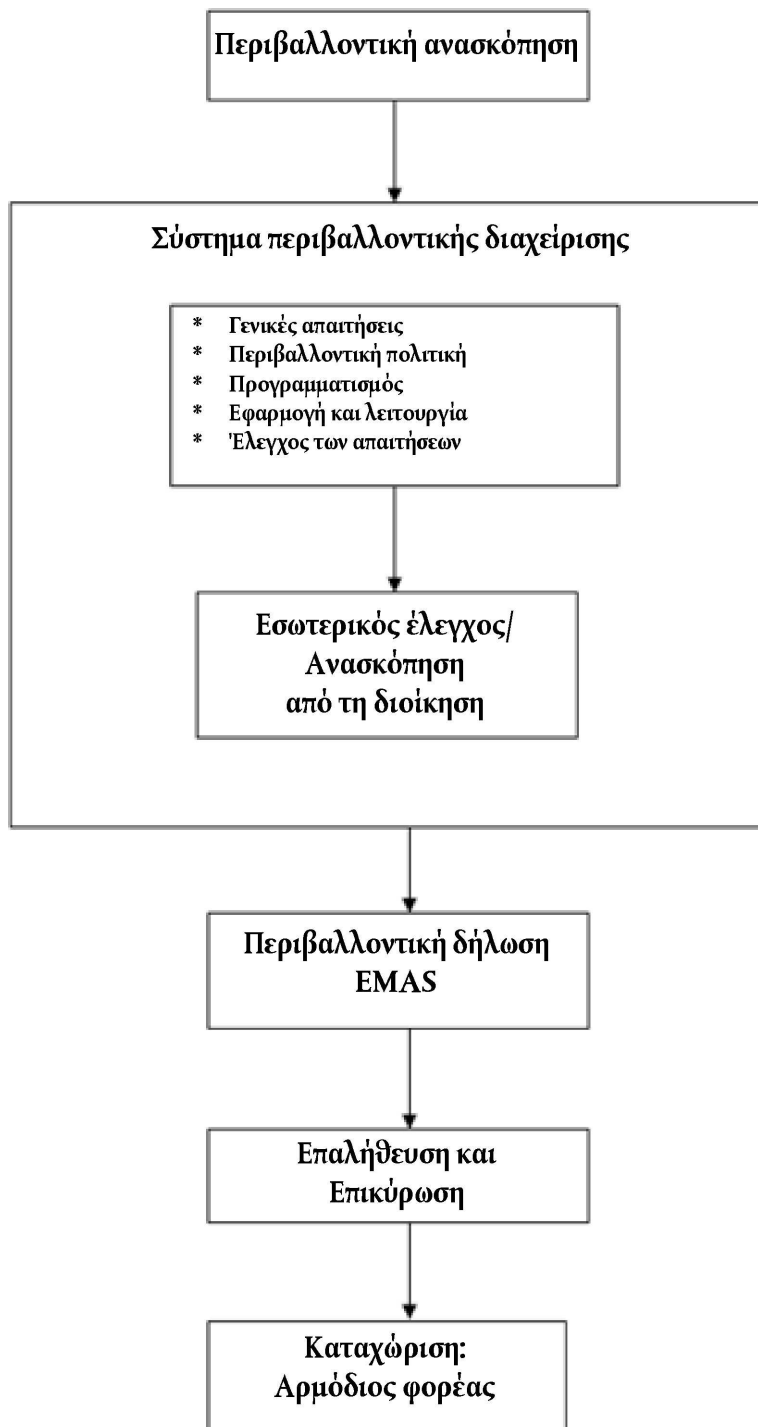 Περιβαλλοντική ανασκόπηση
Σύστημα περιβαλλοντικής διαχείρισης
* Γενικές απαιτήσεις
* Περιβαλλοντική πολιτική
* Προγραμματισμός
* Εφαρμογή και λειτουργία
* Έλεγχος των απαιτήσεων
Εσωτερικός έλεγχος/
Ανασκόπηση
από τη διοίκηση
Περιβαλλοντική δήλωση
EMAS
Επαλήθευση και
Επικύρωση
Καταχώριση:
Αρμόδιος φορέας